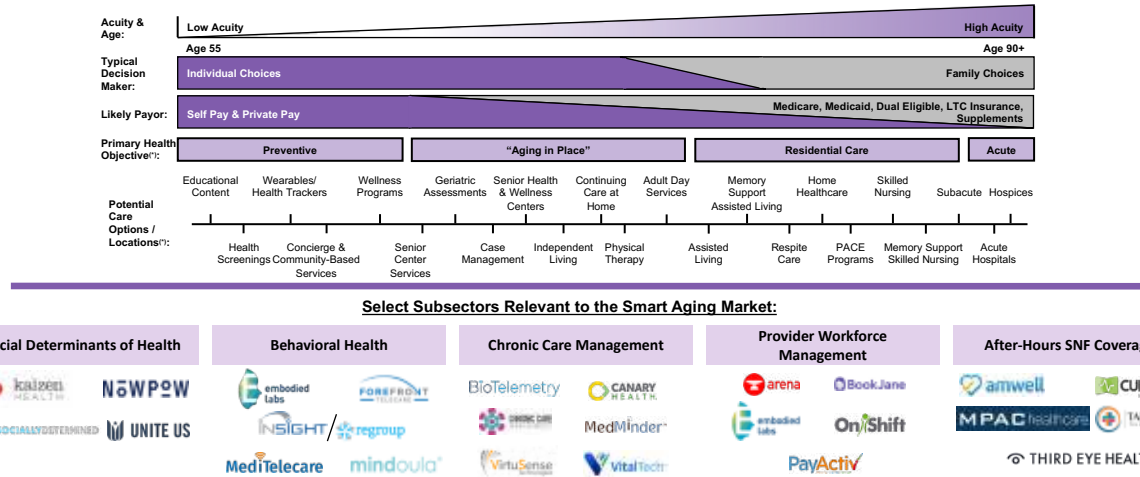 Acuity &
Age:
Low Acuity
High Acuity
Age 55
Age 90+
Typical
Decision
Maker:
Individual Choices
Family Choices
Likely Payor:
Self Pay & Private Pay
Medicare, Medicaid, Dual Eligible, LTC Insurance,
Supplements
Primary Health
Objective(*):
Preventive
“Aging in Place”
Residential Care
Acute
Potential
Care
Options /
Locations(*):
Educational
Content
Wearables/
Health Trackers
Wellness
Programs
Geriatric
Assessments
Senior Health
& Wellness
Centers
Continuing
Care at
Home
Adult Day
Services
Memory
Support
Assisted Living
Home
Healthcare
Skilled
Nursing
Subacute
Hospices
Health
Screenings
Concierge &
Community-Based
Services
Senior
Center
Services
Case
Management
Independent
Living
Physical
Therapy
Assisted
Living
Respite
Care
PACE
Programs
Memory Support
Skilled Nursing
Acute
Hospitals
Select Subsectors Relevant to the Smart Aging Market:
cial Determinants of Health
Behavioral Health
Chronic Care Management
Provider Workforce
Management
After-Hours SNF Covera
kaizen
HEALTH
NOWPOW
SOCIALLYDETERMINED
UNITE US
embodied
labs
FOREFRONT
TELECARE
INSIGHT
regroup
MediTelecare
mindoula
BioTelemetry
CANARY
HEALTH
CHRONIC CARE
MedMinder
VirtuSense
VitalTech
arena
BookJane
embodied
labs
OnShift
PayActiv
amwell
CU
MPAC healthcare
TA
THIRD EYE HEAL